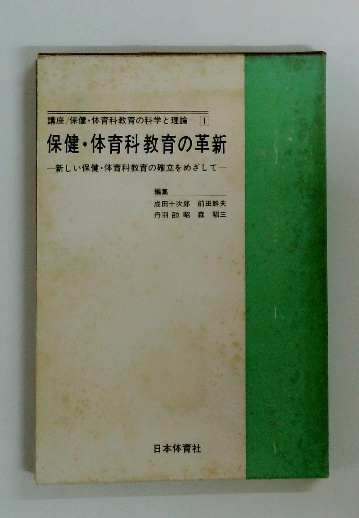 講座/保健・体育科教育の科学と理論 1
保健・体育科教育の革新
―新しい保健・体育科教育の確立をめざして―
編集
成田十次郎 前田幹夫
丹羽劭昭 森 昭三
日本体育社